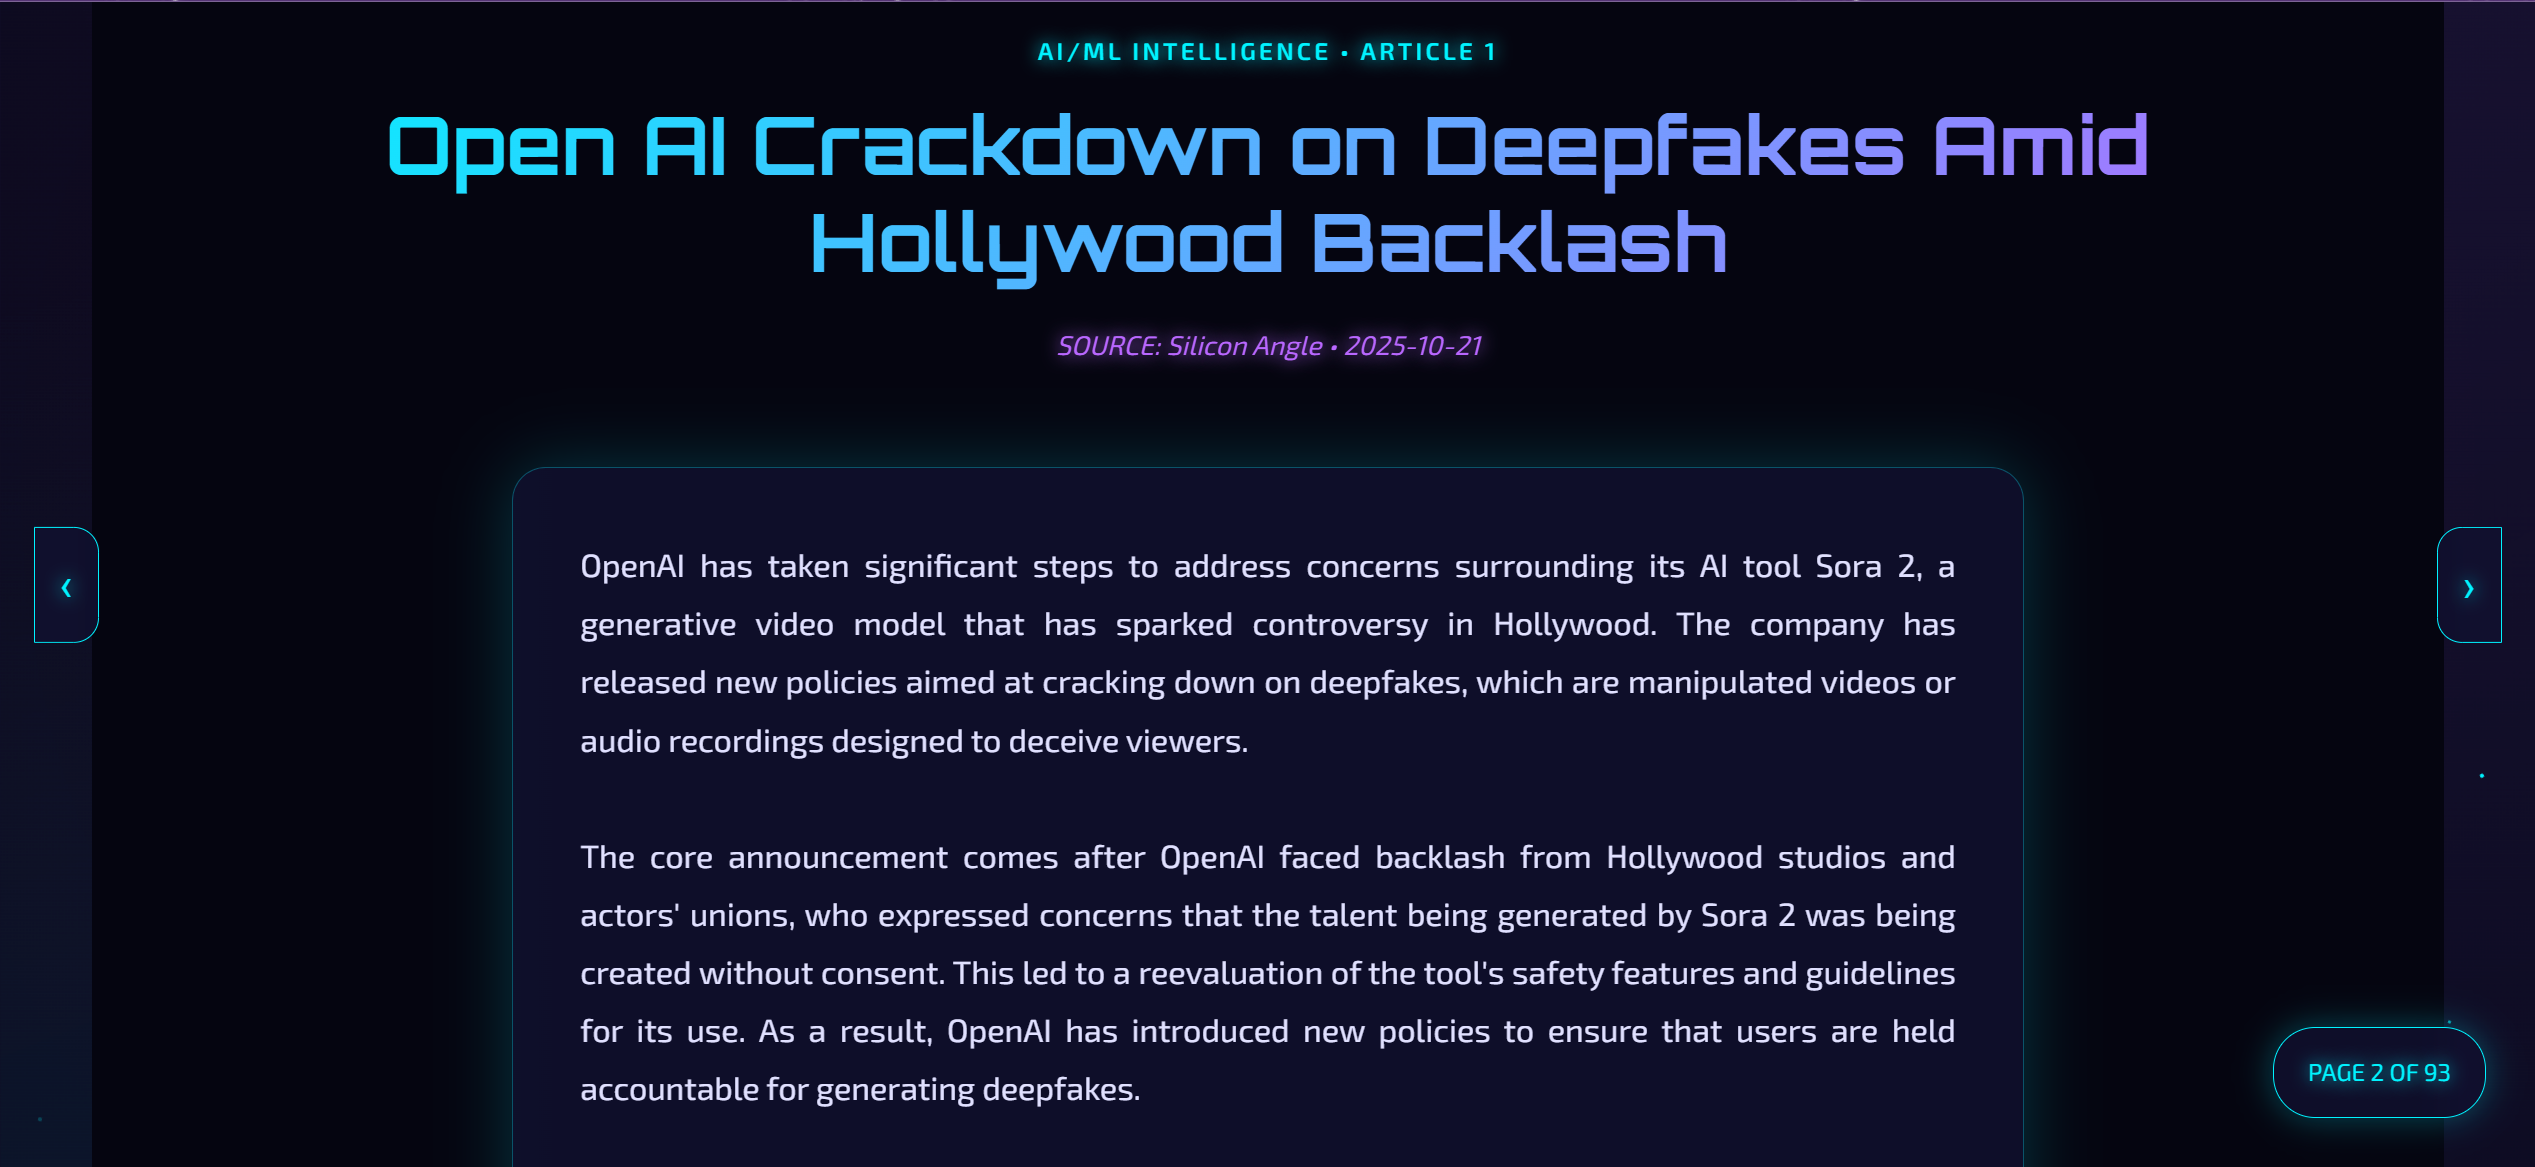 AI/ML INTELLIGENCE • ARTICLE 1
Open AI Crackdown on Deepfakes Amid
Hollywood Backlash
SOURCE: Silicon Angle • 2025-10-21
OpenAI has taken significant steps to address concerns surrounding its AI tool Sora 2, a
generative video model that has sparked controversy in Hollywood. The company has
released new policies aimed at cracking down on deepfakes, which are manipulated videos or
audio recordings designed to deceive viewers.
The core announcement comes after OpenAI faced backlash from Hollywood studios and
actors' unions, who expressed concerns that the talent being generated by Sora 2 was being
created without consent. This led to a reevaluation of the tool's safety features and guidelines
for its use. As a result, OpenAI has introduced new policies to ensure that users are held
accountable for generating deepfakes.
PAGE 2 OF 93